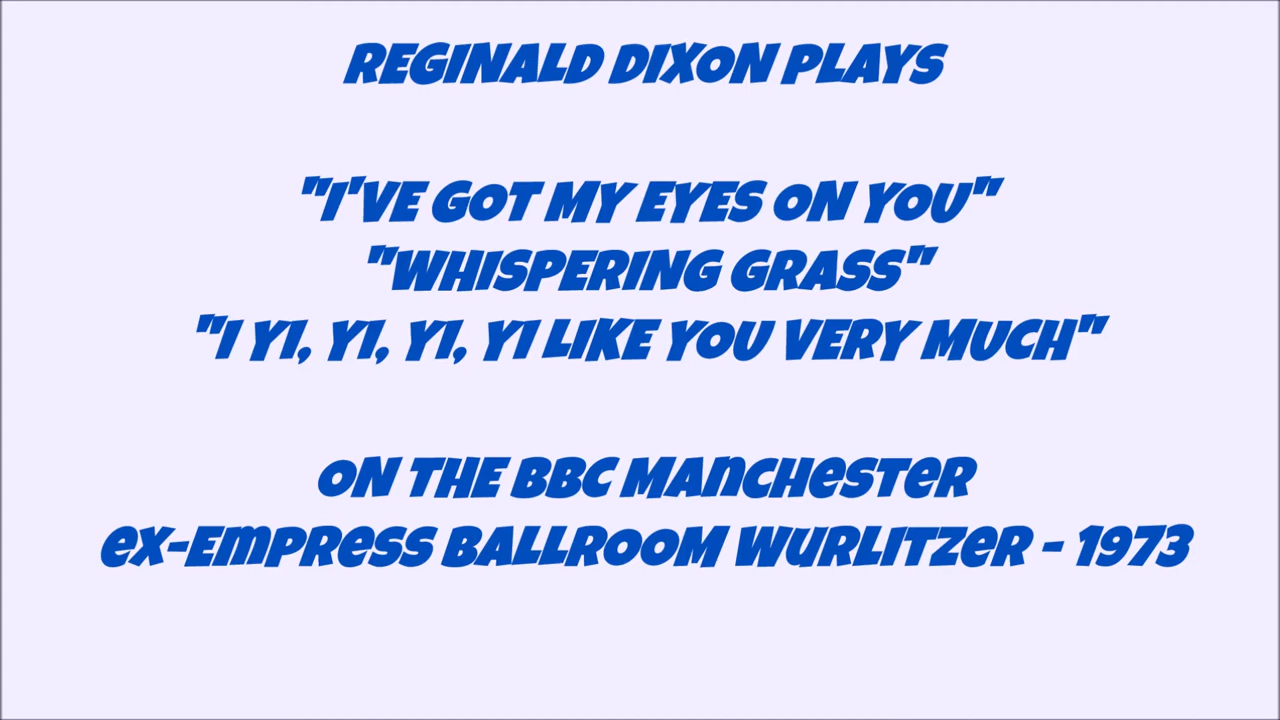 REGINALD DIXON PLAYS
"I'VE GOT MY EYES ON YOU"
"WHISPERING GRASS"
"I YI, YI, YI, YI LIKE YOU VERY MUCH"
ON THE BBC MANCHESTER
EX-EMPRESS BALLROOM WURLITZER - 1973